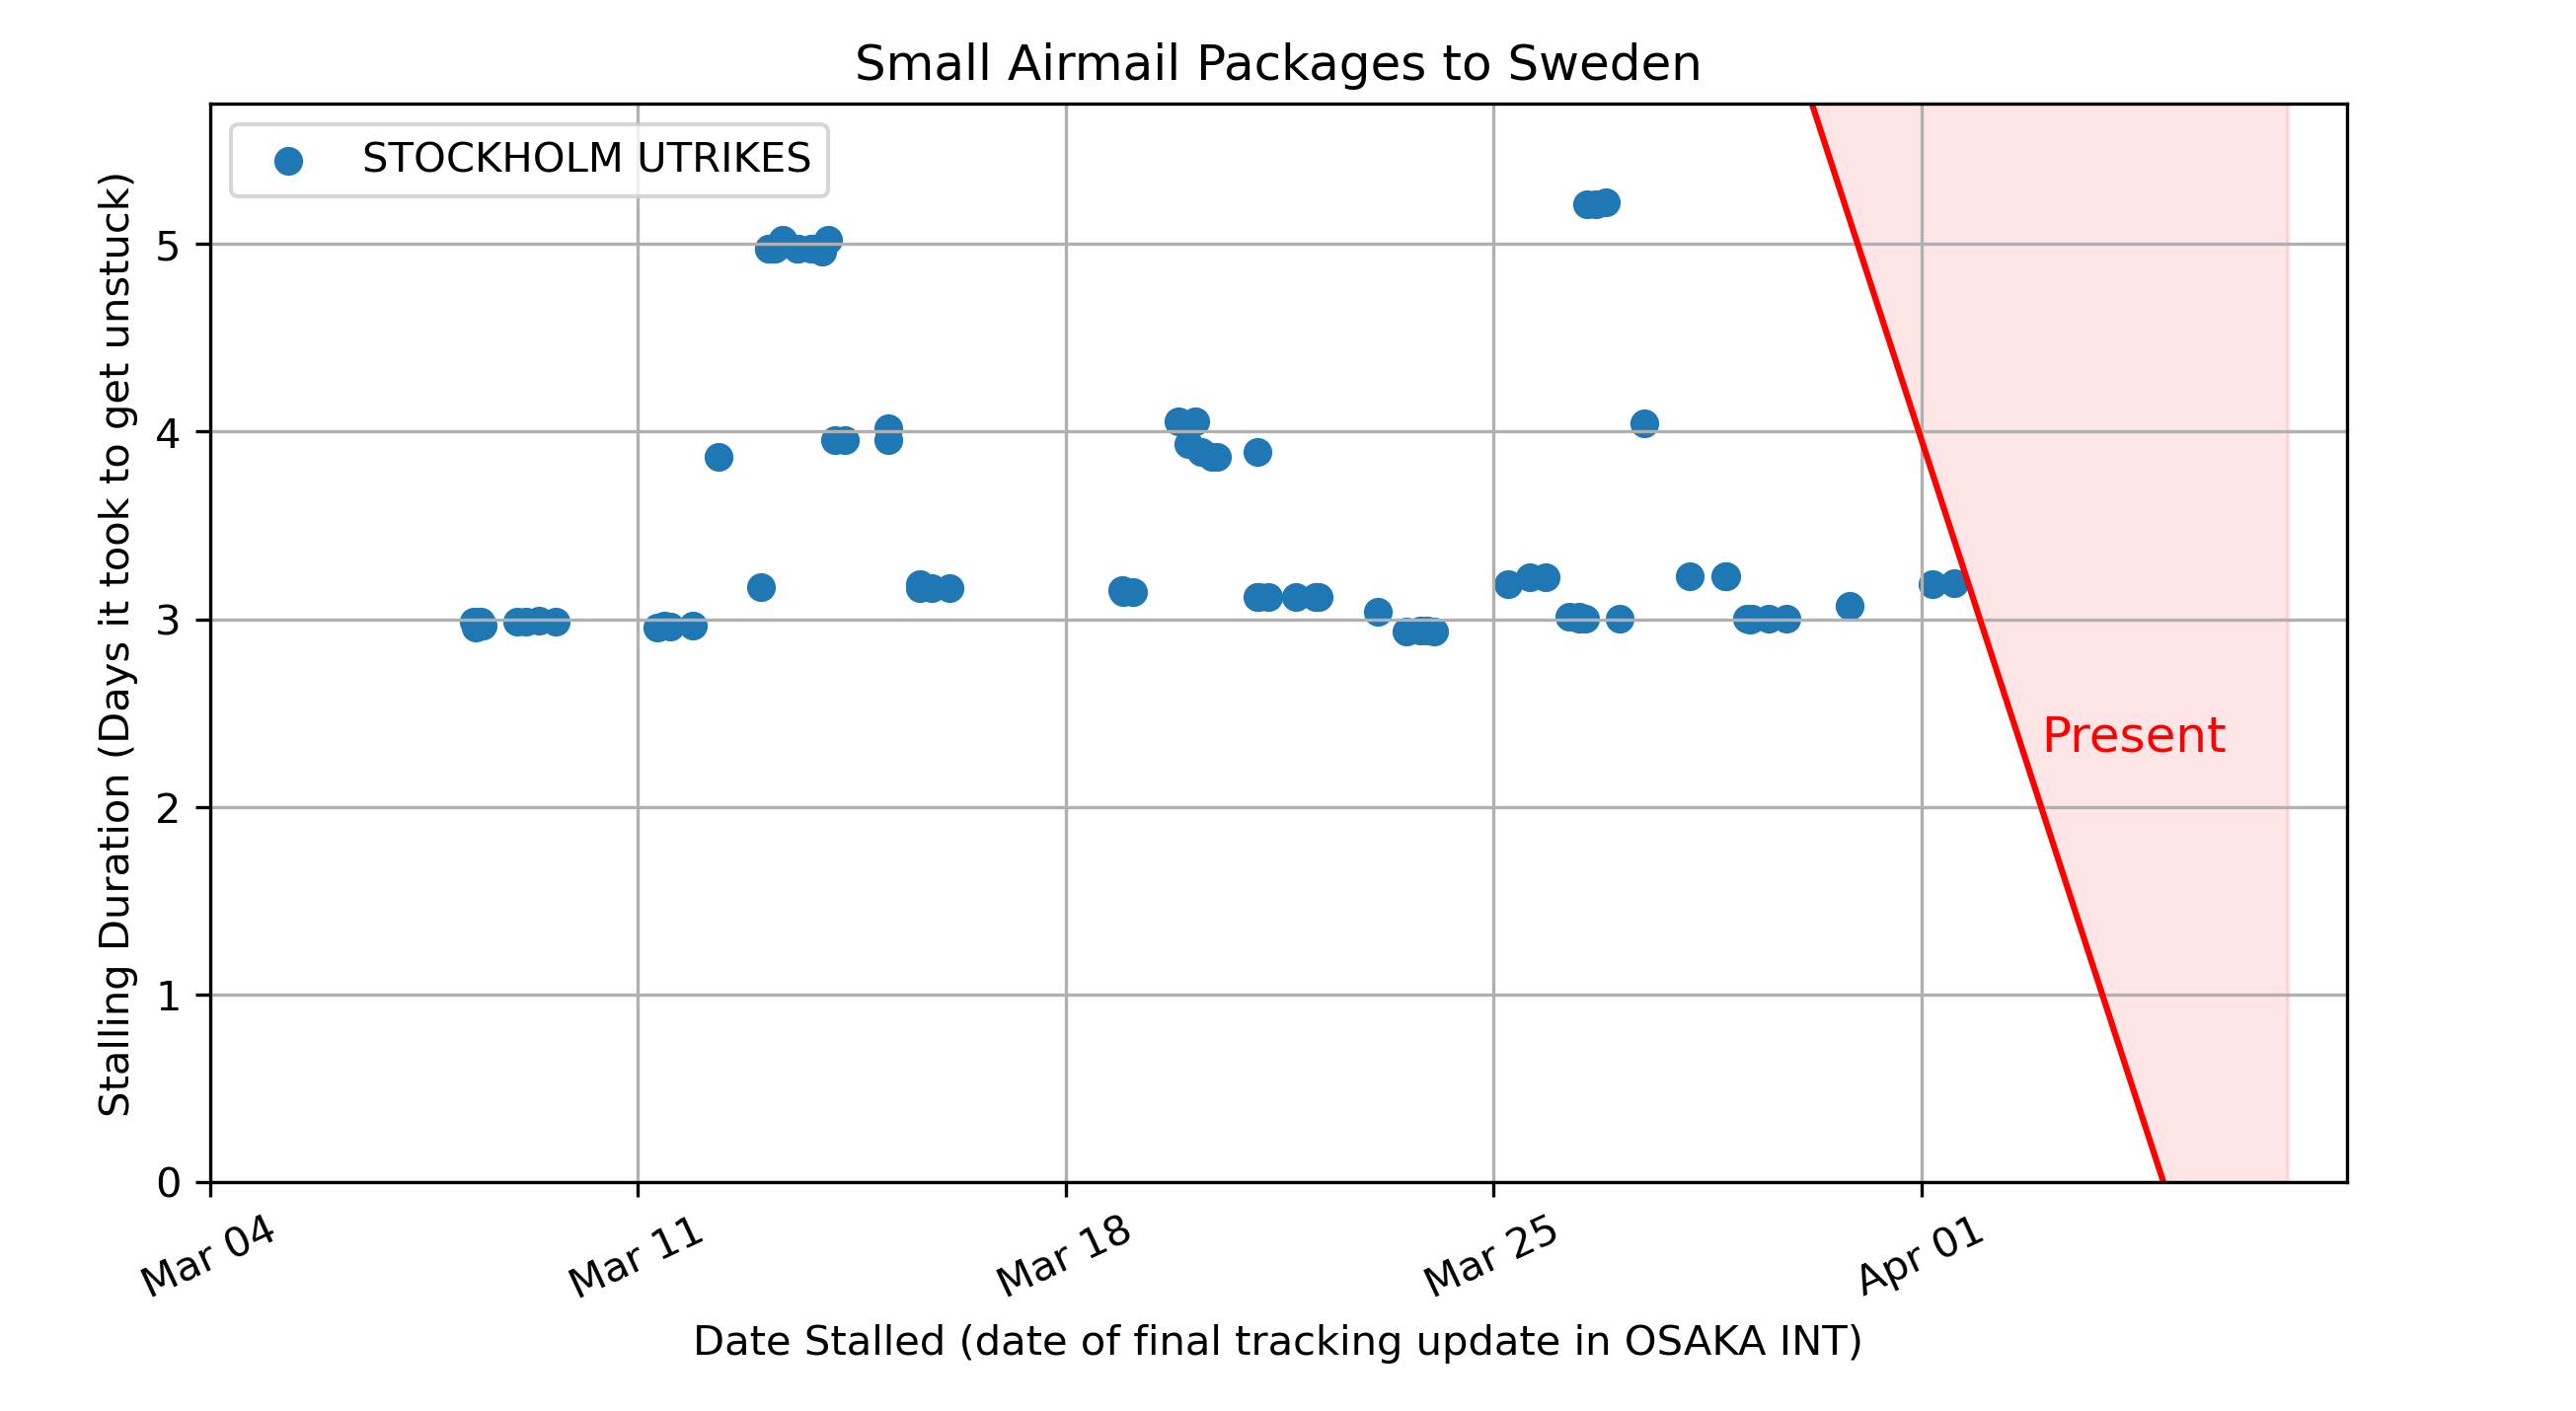 Small Airmail Packages to Sweden
STOCKHOLM UTRIKES
Stalling Duration (Days it took to get unstuck)
5
4
3
2
1
0
Present
Mar 04
Mar 11
Mar 18
Mar 25
Apr 01
Date Stalled (date of final tracking update in OSAKA INT)